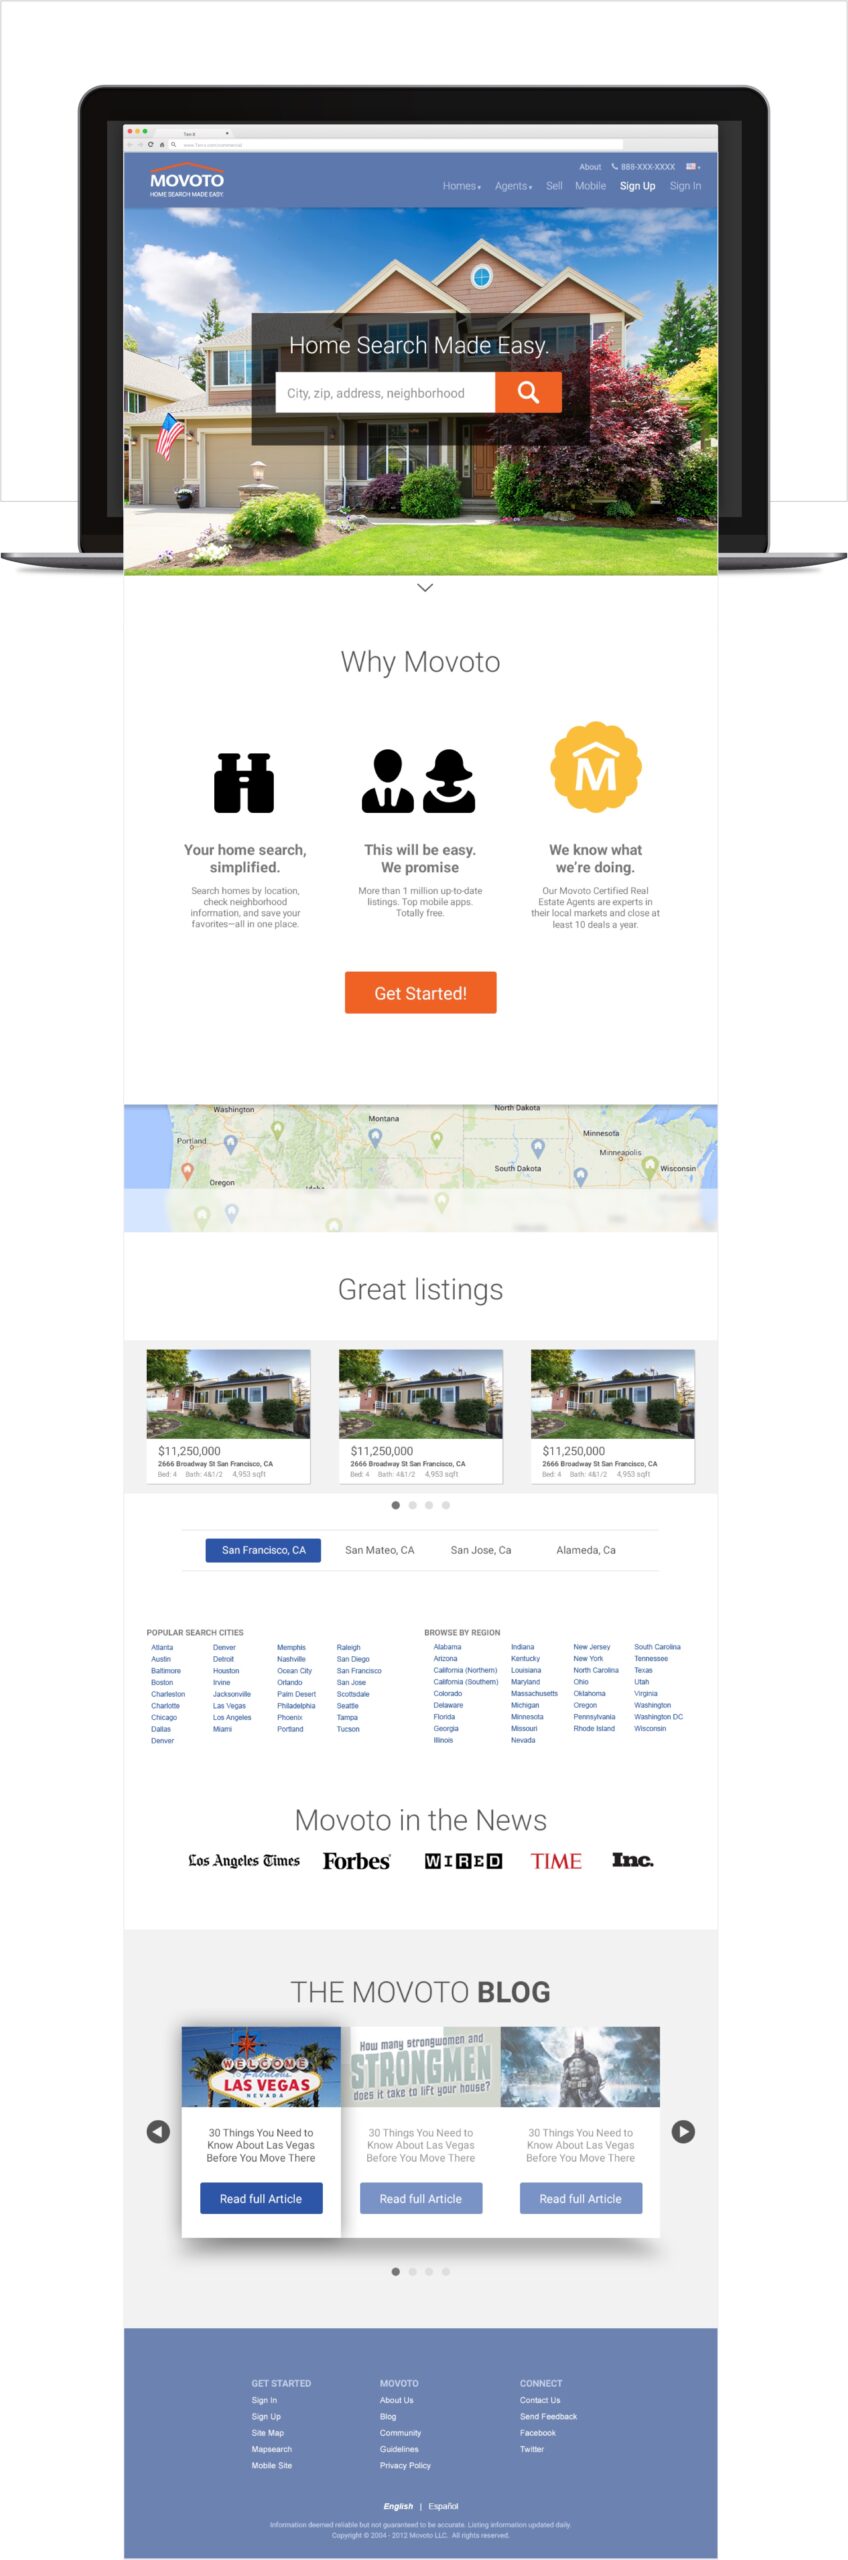 Test It
www.Terra.com/commercial/
MOVOTO
HOME SEARCH MADE EASY.
About 888-XXX-XXXX
Homes Agents Sell Mobile Sign Up Sign In
Home Search Made Easy.
City, zip, address, neighborhood
Why Movoto
M
Your home search,
simplified.
Search homes by location,
check neighborhood
information, and save your
favorites—all in one place.
This will be easy.
We promise
More than 1 million up-to-date
listings. Top mobile apps.
Totally free.
We know what
we're doing.
Our Movoto Certified Real
Estate Agents are experts in
their local markets and close at
least 10 deals a year.
Get Started!
Washington
Montana
North Dakota
Portland
Minnesota
Minneapolis
Oregon
South Dakota
Wisconsin
Idaho
Great listings
$11,250,000
2666 Broadway St San Francisco, CA
Bed: 4 Bath: 4&1/2 4,953 sqft
$11,250,000
2666 Broadway St San Francisco, CA
Bed: 4 Bath: 4&1/2 4,953 sqft
$11,250,000
2666 Broadway St San Francisco, CA
Bed: 4 Bath: 4&1/2 4,953 sqft
San Francisco, CA San Mateo, CA San Jose, Ca Alameda, Ca
POPULAR SEARCH CITIES
Atlanta Denver Memphis Raleigh
Austin Detroit Nashville San Diego
Baltimore Houston Ocean City San Francisco
Boston Irvine Orlando San Jose
Charleston Jacksonville Palm Desert Scottsdale
Charlotte Las Vegas Philadelphia Seattle
Chicago Los Angeles Phoenix Tampa
Dallas Miami Portland Tucson
Denver
BROWSE BY REGION
Alabama Indiana New Jersey South Carolina
Arizona Kentucky New York Tennessee
California (Northern) Louisiana North Carolina Texas
California (Southern) Maryland Ohio Utah
Colorado Massachusetts Oklahoma Virginia
Delaware Michigan Oregon Washington
Florida Minnesota Pennsylvania Washington DC
Georgia Missouri Rhode Island Wisconsin
Illinois Nevada
Movoto in the News
Los Angeles Times Forbes WIRED TIME Inc.
THE MOVOTO BLOG
WELCOME
to Fabulous
LAS VEGAS
NEVADA
30 Things You Need to
Know About Las Vegas
Before You Move There
Read full Article
How many strongwomen and
STRONGMEN
does it take to lift your house?
30 Things You Need to
Know About Las Vegas
Before You Move There
Read full Article
30 Things You Need to
Know About Las Vegas
Before You Move There
Read full Article
GET STARTED
Sign In
Sign Up
Site Map
Mapsearch
Mobile Site
MOVOTO
About Us
Blog
Community
Guidelines
Privacy Policy
CONNECT
Contact Us
Send Feedback
Facebook
Twitter
English | Español
Information deemed reliable but not guaranteed to be accurate. Listing information updated daily.
Copyright © 2004 - 2012 Movoto LLC. All rights reserved.